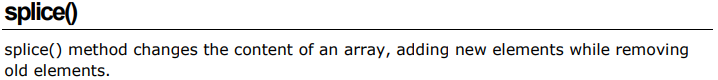 splice()
splice() method changes the content of an array, adding new elements while removing
old elements.